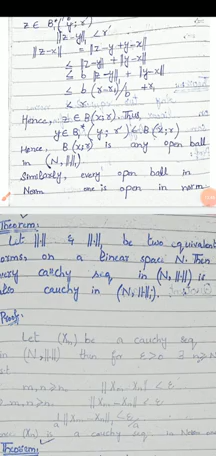 z ∈ B₁(y; r')
||z-y||₁ < r'
||z-x|| = ||z-y+y-x||
≤ ||z-y|| + ||y-x||
≤ b ||z-y||₁ + ||y-x||
≤ b (r-r₁)/b + r₁
< r
Hence, z ∈ B(x;r). Thus,
y ∈ B₁(y; r') ⊆ B(x;r)
Hence B(x;r) is any open ball
in (N, || ||).
Similarly, every open ball in
Norm one is open in norm
Theorem:
Let ||·|| & ||·||₁ be two equivalent
norms on a linear space N. Then
every cauchy seq in (N, ||·||) is
also cauchy in (N, ||·||₁).
Proof:
Let (xₙ) be a cauchy seq
in (N, ||·||) then for ε>0 ∃
m, n ≥ n₀ ||xₘ - xₙ|| < ε
m, n ≥ n₀ ||xₘ - xₙ|| < ε
(xₙ) is a cauchy seq in Norm
Theorem: